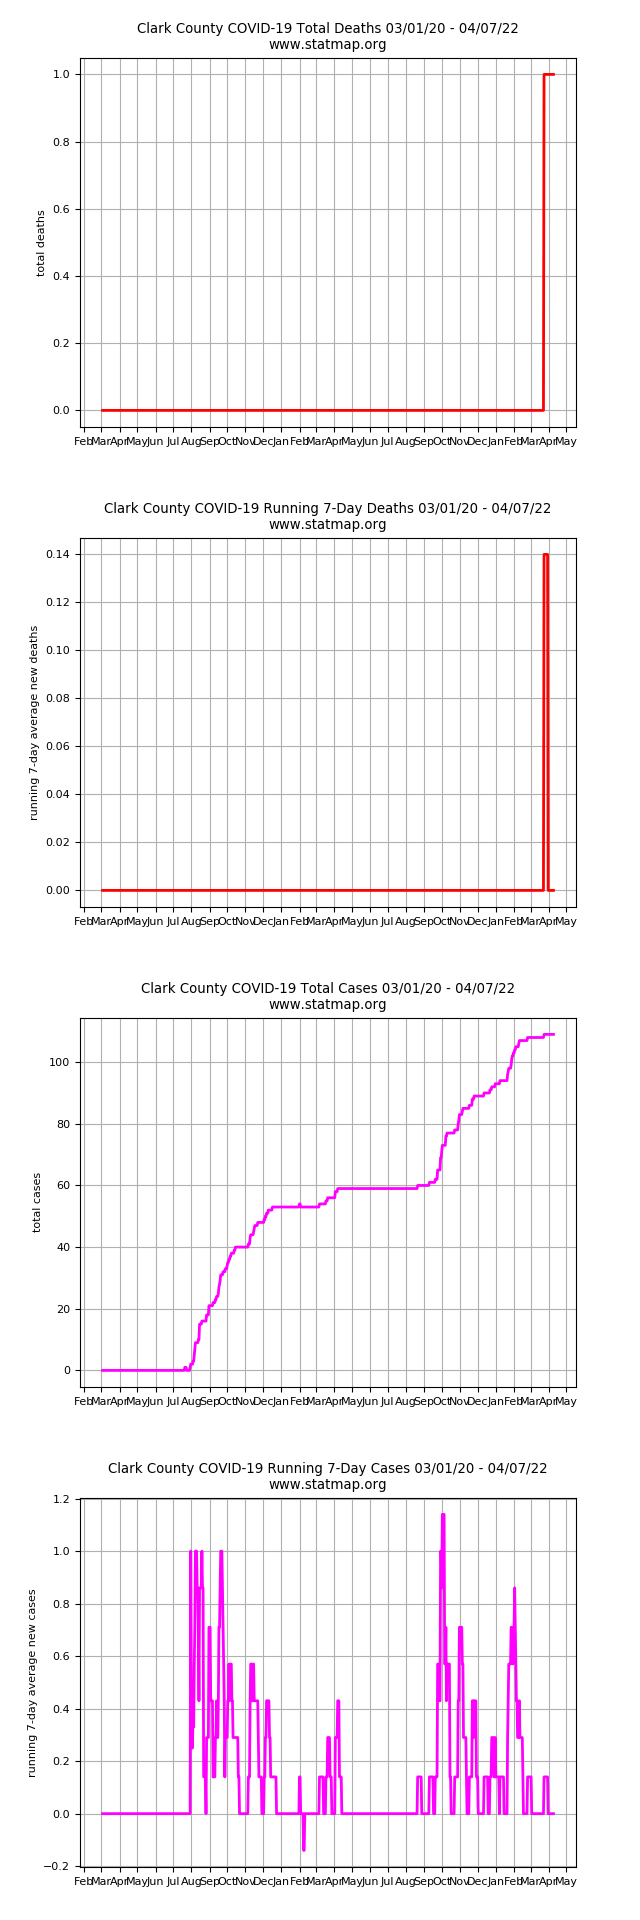 Clark County COVID-19 Total Deaths 03/01/20 - 04/07/22
www.statmap.org
1.0
0.8
0.6
0.4
0.2
0.0
total deaths
Feb Mar Apr May Jun Jul Aug Sep Oct Nov Dec Jan Feb Mar Apr May Jun Jul Aug Sep Oct Nov Dec Jan Feb Mar Apr May
Clark County COVID-19 Running 7-Day Deaths 03/01/20 - 04/07/22
www.statmap.org
0.14
0.12
0.10
0.08
0.06
0.04
0.02
0.00
running 7-day average new deaths
Feb Mar Apr May Jun Jul Aug Sep Oct Nov Dec Jan Feb Mar Apr May Jun Jul Aug Sep Oct Nov Dec Jan Feb Mar Apr May
Clark County COVID-19 Total Cases 03/01/20 - 04/07/22
www.statmap.org
100
80
60
40
20
0
total cases
Feb Mar Apr May Jun Jul Aug Sep Oct Nov Dec Jan Feb Mar Apr May Jun Jul Aug Sep Oct Nov Dec Jan Feb Mar Apr May
Clark County COVID-19 Running 7-Day Cases 03/01/20 - 04/07/22
www.statmap.org
1.2
1.0
0.8
0.6
0.4
0.2
0.0
−0.2
running 7-day average new cases
Feb Mar Apr May Jun Jul Aug Sep Oct Nov Dec Jan Feb Mar Apr May Jun Jul Aug Sep Oct Nov Dec Jan Feb Mar Apr May